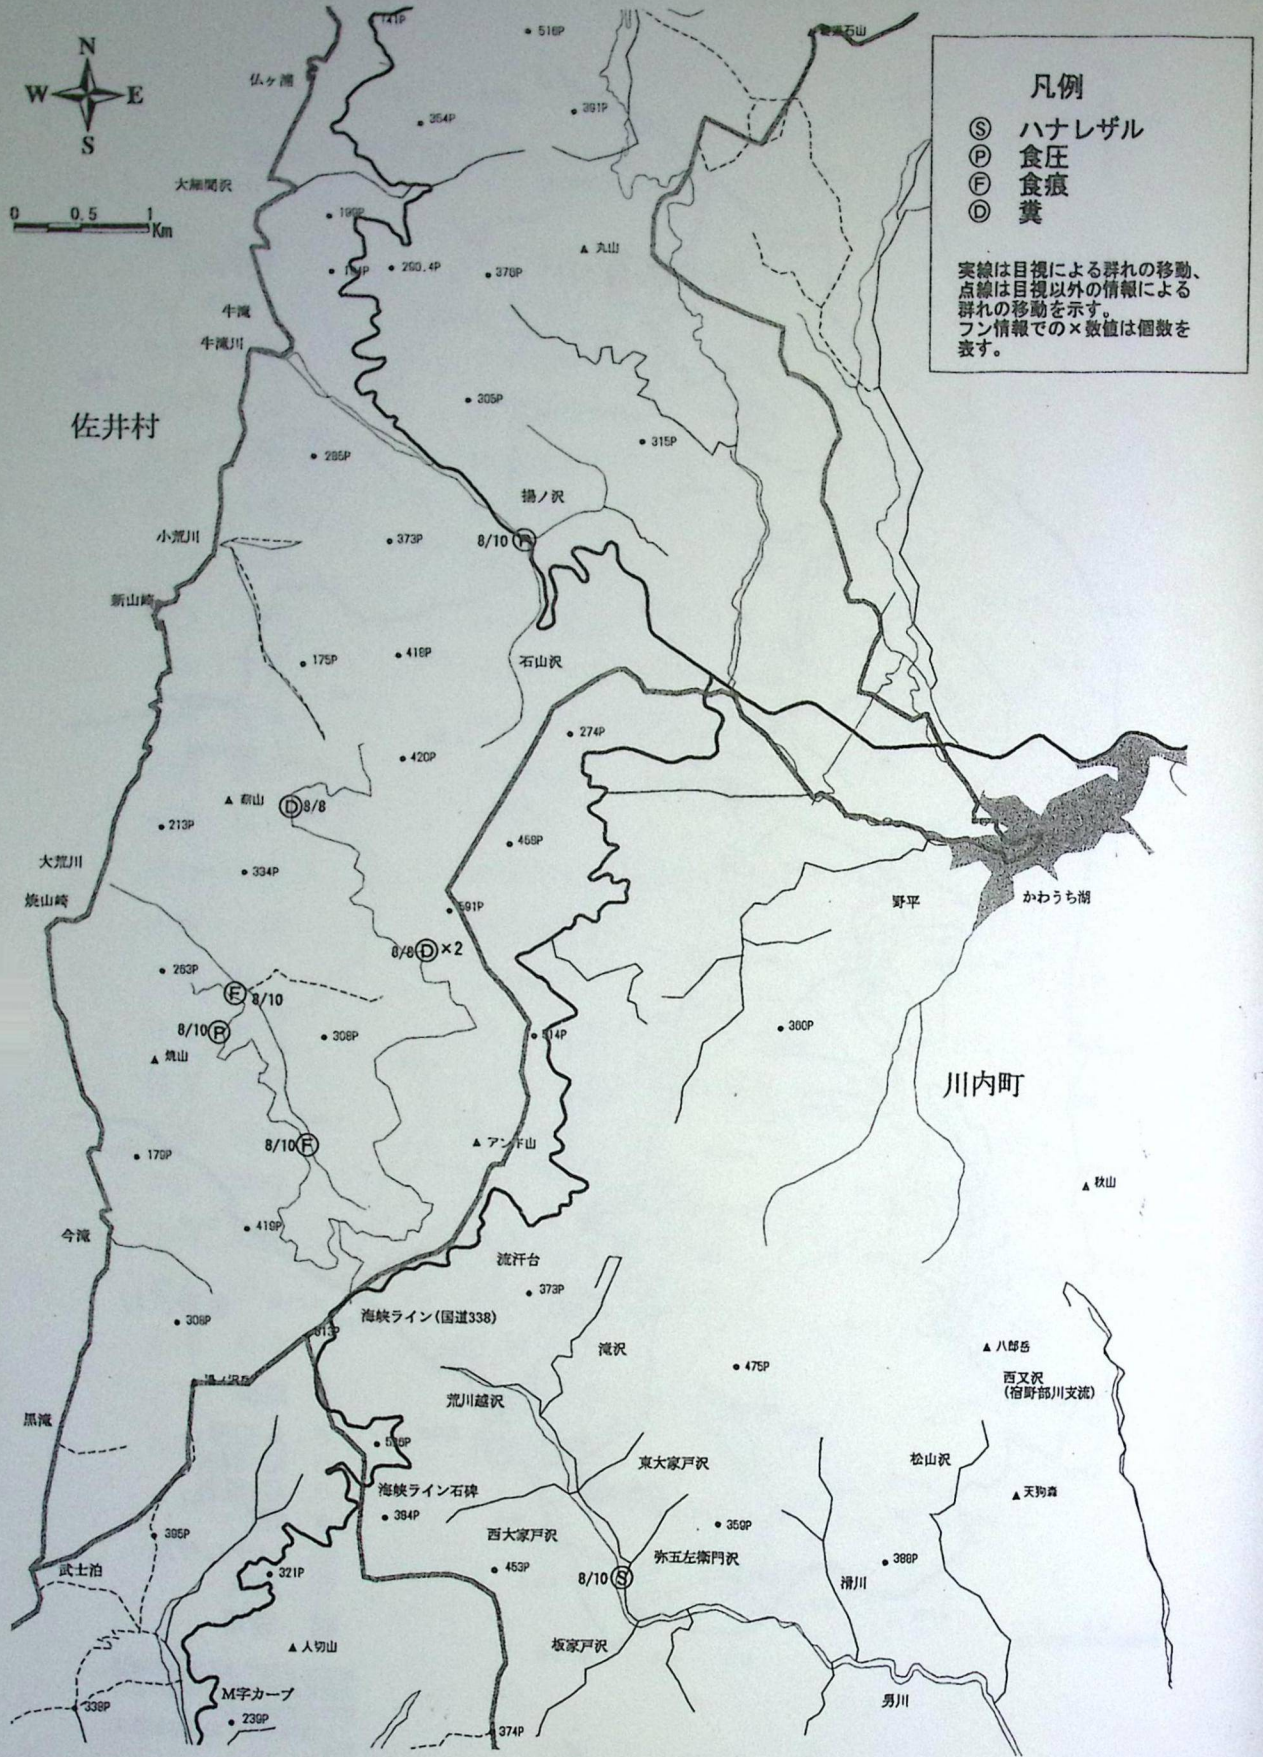 N
W E
S
0 0.5 1
Km
凡例
Ⓢ ハナレザル
Ⓟ 食圧
Ⓕ 食痕
Ⓓ 糞
実線は目視による群れの移動、
点線は目視以外の情報による
群れの移動を示す。
フン情報での×数値は個数を
表す。
516P
仏ヶ滝
354P
391P
大細間沢
199P
丸山
290.4P
378P
牛滝
牛滝川
305P
佐井村
315P
285P
揚ノ沢
小荒川
373P
8/10
新山崎
175P
418P
石山沢
274P
420P
Ⓓ 8/8
213P
大荒川
334P
458P
焼山崎
591P
野平
かわうち湖
8/8 Ⓓ ×2
263P
Ⓕ 8/10
8/10 Ⓟ
308P
514P
360P
焼山
川内町
8/10 Ⓕ
アンド山
179P
秋山
419P
今滝
流汗台
373P
308P
海峡ライン(国道338)
滝沢
八郎岳
475P
西又沢
(宿野部川支流)
荒川越沢
黒滝
東大家戸沢
松山沢
海峡ライン石碑
天狗森
384P
西大家戸沢
359P
395P
弥五左衛門沢
388P
武士泊
321P
453P
8/10 Ⓢ
滑川
人切山
板家戸沢
M字カーブ
男川
338P
239P
374P